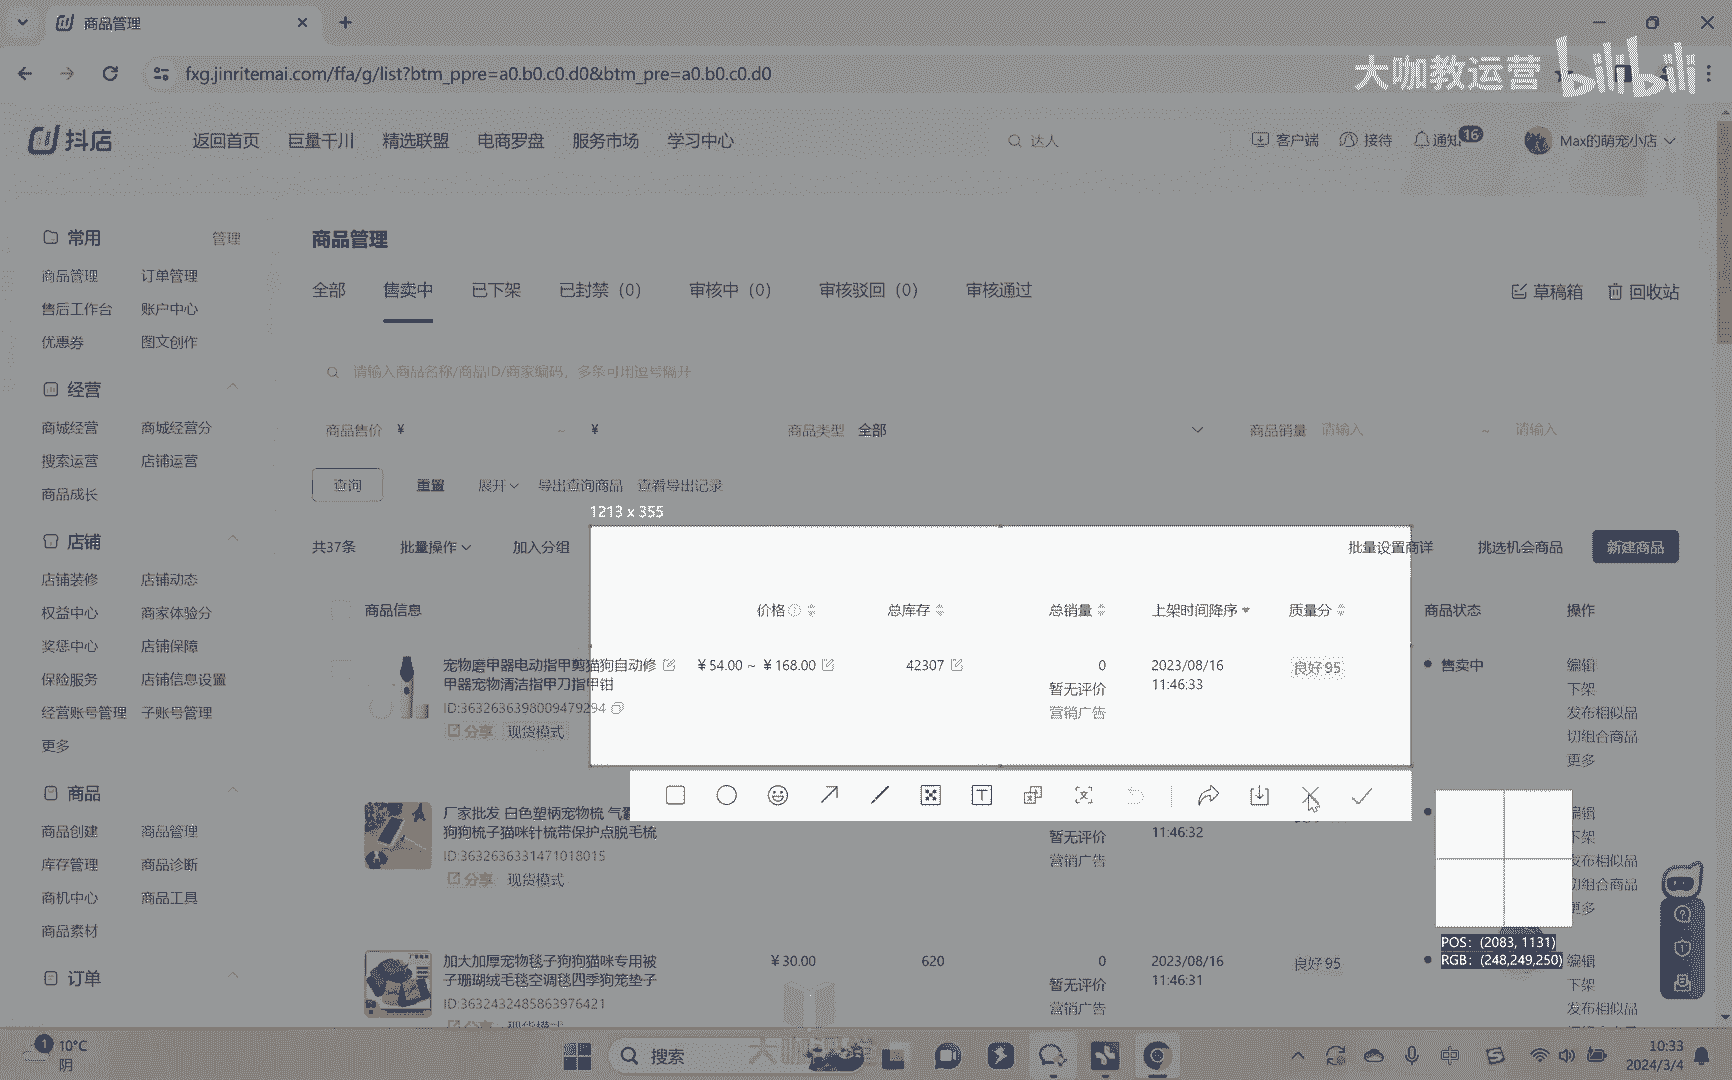 商品管理
fxg.jinritemai.com/ffa/g/list?btm_ppre=a0.b0.c0.d0&btm_pre=a0.b0.c0.d0
大咖教运营 bilibili
抖店 返回首页 巨量千川 精选联盟 电商罗盘 服务市场 学习中心 达人 客户端 接待 通知 16 Max的萌宠小店
常用 管理
商品管理 订单管理
售后工作台 账户中心
优惠券 图文创作
经营
商城经营 商城经营分
搜索运营 店铺运营
商品成长
店铺
店铺装修 店铺动态
权益中心 商家体验分
奖惩中心 店铺保障
保险服务 店铺信息设置
经营账号管理 子账号管理
更多
商品
商品创建 商品管理
库存管理 商品诊断
商机中心 商品工具
商品素材
订单
商品管理
全部 售卖中 已下架 已封禁（0） 审核中（0） 审核驳回（0） 审核通过 草稿箱 回收站
请输入商品名称/商品ID/商家编码，多条可用逗号隔开
商品售价 ¥ ~ ¥ 商品类型 全部 商品销量 请输入 ~ 请输入
查询 重置 展开 导出查询商品 查看导出记录
1213 x 355
共37条 批量操作 加入分组 批量设置商详 挑选机会商品 新建商品
商品信息 价格 总库存 总销量 上架时间降序 质量分 商品状态 操作
宠物磨甲器电动指甲剪猫狗自动修 ¥54.00 ~ ¥168.00 42307 0 2023/08/16 良好 95 售卖中 编辑
甲器宠物清洁指甲刀指甲钳 暂无评价 11:46:33 下架
ID:3632636398009479294 营销广告 发布相似品
分享 现货模式 切组合商品
更多
厂家批发 白色塑柄宠物梳 气
狗狗梳子猫咪针梳带保护点脱毛梳 暂无评价 11:46:32
ID:3632636331471018015 营销广告
分享 现货模式
加大加厚宠物毯子狗狗猫咪专用被 ¥30.00 620 0 2023/08/16 良好 95 编辑
子珊瑚绒毛毯空调毯四季狗笼垫子 暂无评价 11:46:31 下架
ID:3632432485863976421 营销广告 发布相似品
分享 现货模式
POS: (2083, 1131)
RGB: (248,249,250)
1 10°C
阴
搜索
中
10:33
2024/3/4